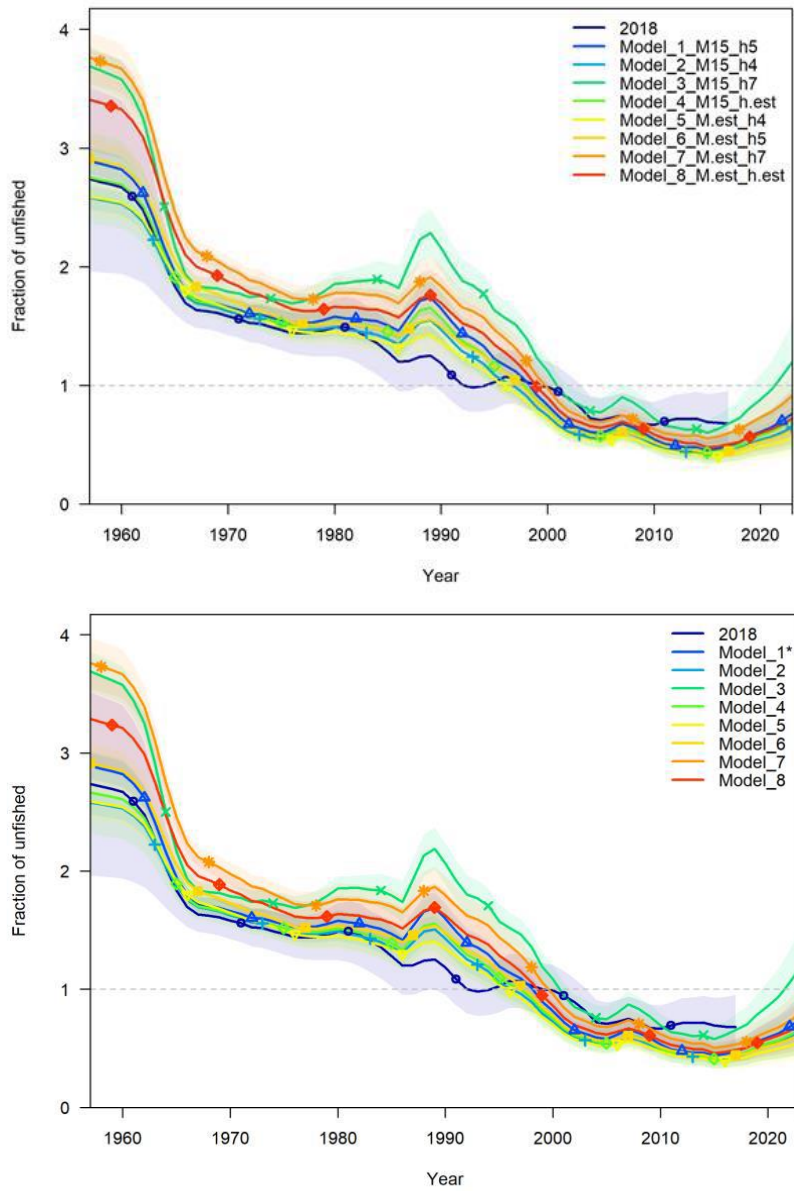 4
3
2
1
0
Fraction of unfished
2018
Model_1_M15_h5
Model_2_M15_h4
Model_3_M15_h7
Model_4_M15_h.est
Model_5_M.est_h4
Model_6_M.est_h5
Model_7_M.est_h7
Model_8_M.est_h.est
1960 1970 1980 1990 2000 2010 2020
Year
4
3
2
1
0
Fraction of unfished
2018
Model_1*
Model_2
Model_3
Model_4
Model_5
Model_6
Model_7
Model_8
1960 1970 1980 1990 2000 2010 2020
Year